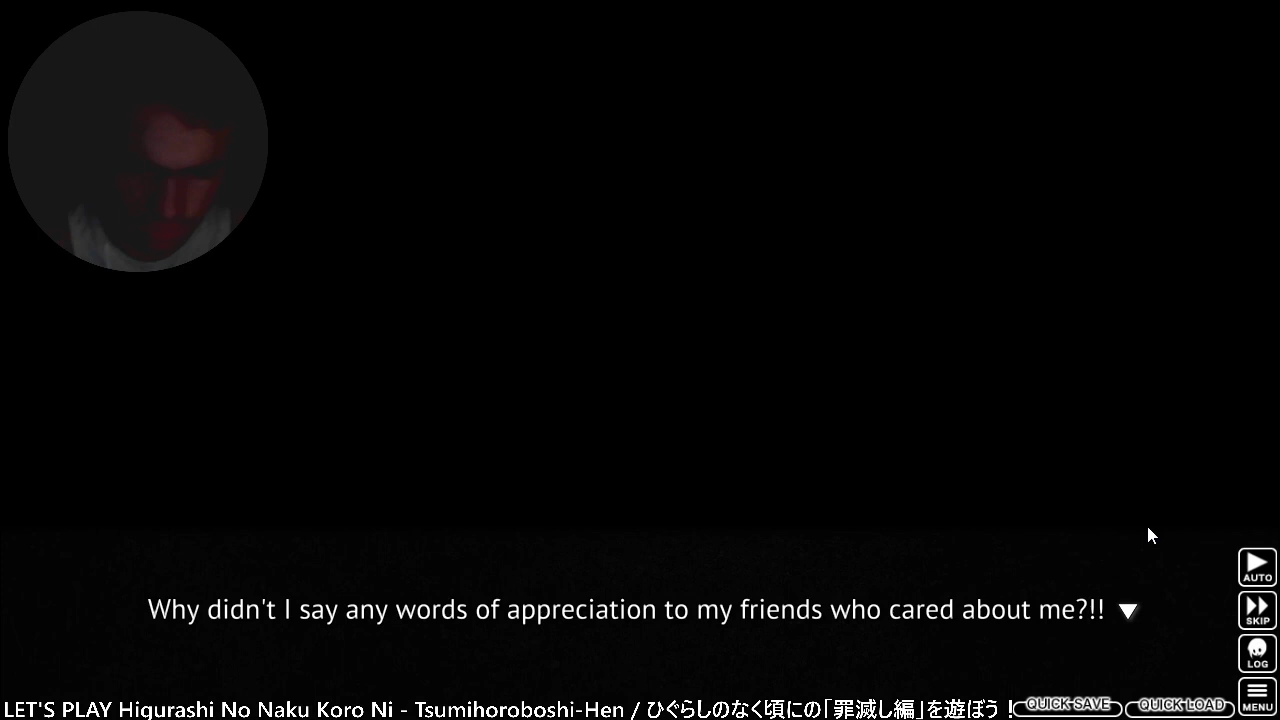 Why didn't I say any words of appreciation to my friends who cared about me?!!
AUTO
SKIP
LOG
MENU
QUICK SAVE
QUICK LOAD
LET'S PLAY Higurashi No Naku Koro Ni - Tsumihoroboshi-Hen / ひぐらしのなく頃にの「罪滅し編」を遊ぼう！